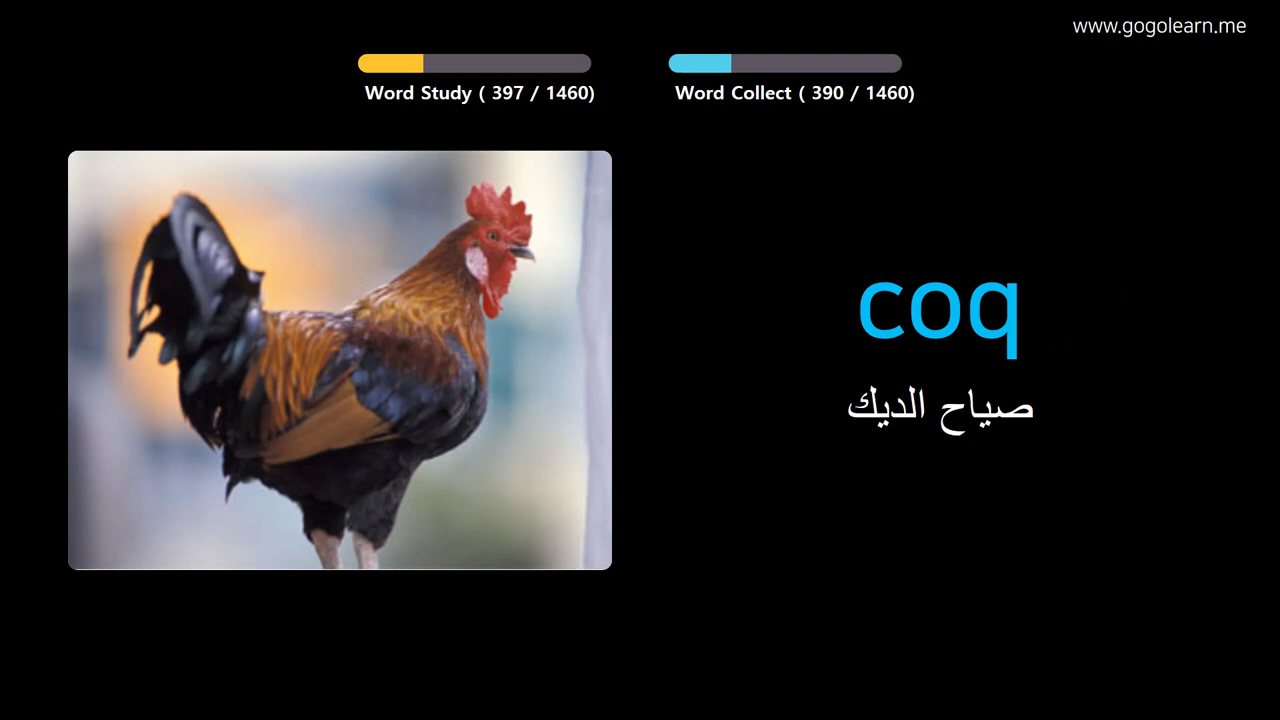 www.gogolearn.me
Word Study ( 397 / 1460)
Word Collect ( 390 / 1460)
coq
صياح الديك